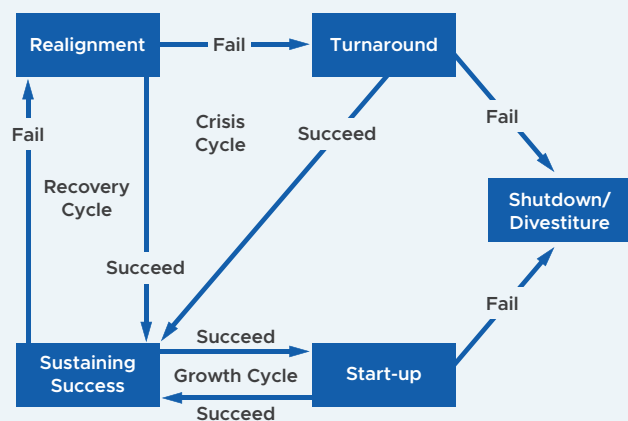 Realignment
Fail
Turnaround
Fail
Crisis
Cycle
Succeed
Fail
Recovery
Cycle
Shutdown/
Divestiture
Succeed
Fail
Succeed
Sustaining
Success
Growth Cycle
Start-up
Succeed